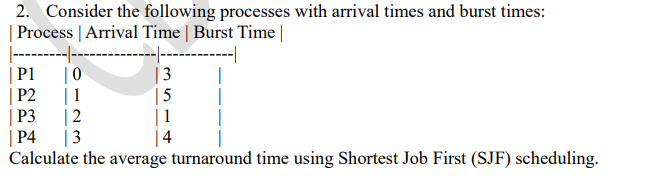 2. Consider the following processes with arrival times and burst times:
| Process | Arrival Time | Burst Time |
|---------|--------------|------------|
| P1 | 0 | 3 |
| P2 | 1 | 5 |
| P3 | 2 | 1 |
| P4 | 3 | 4 |
Calculate the average turnaround time using Shortest Job First (SJF) scheduling.